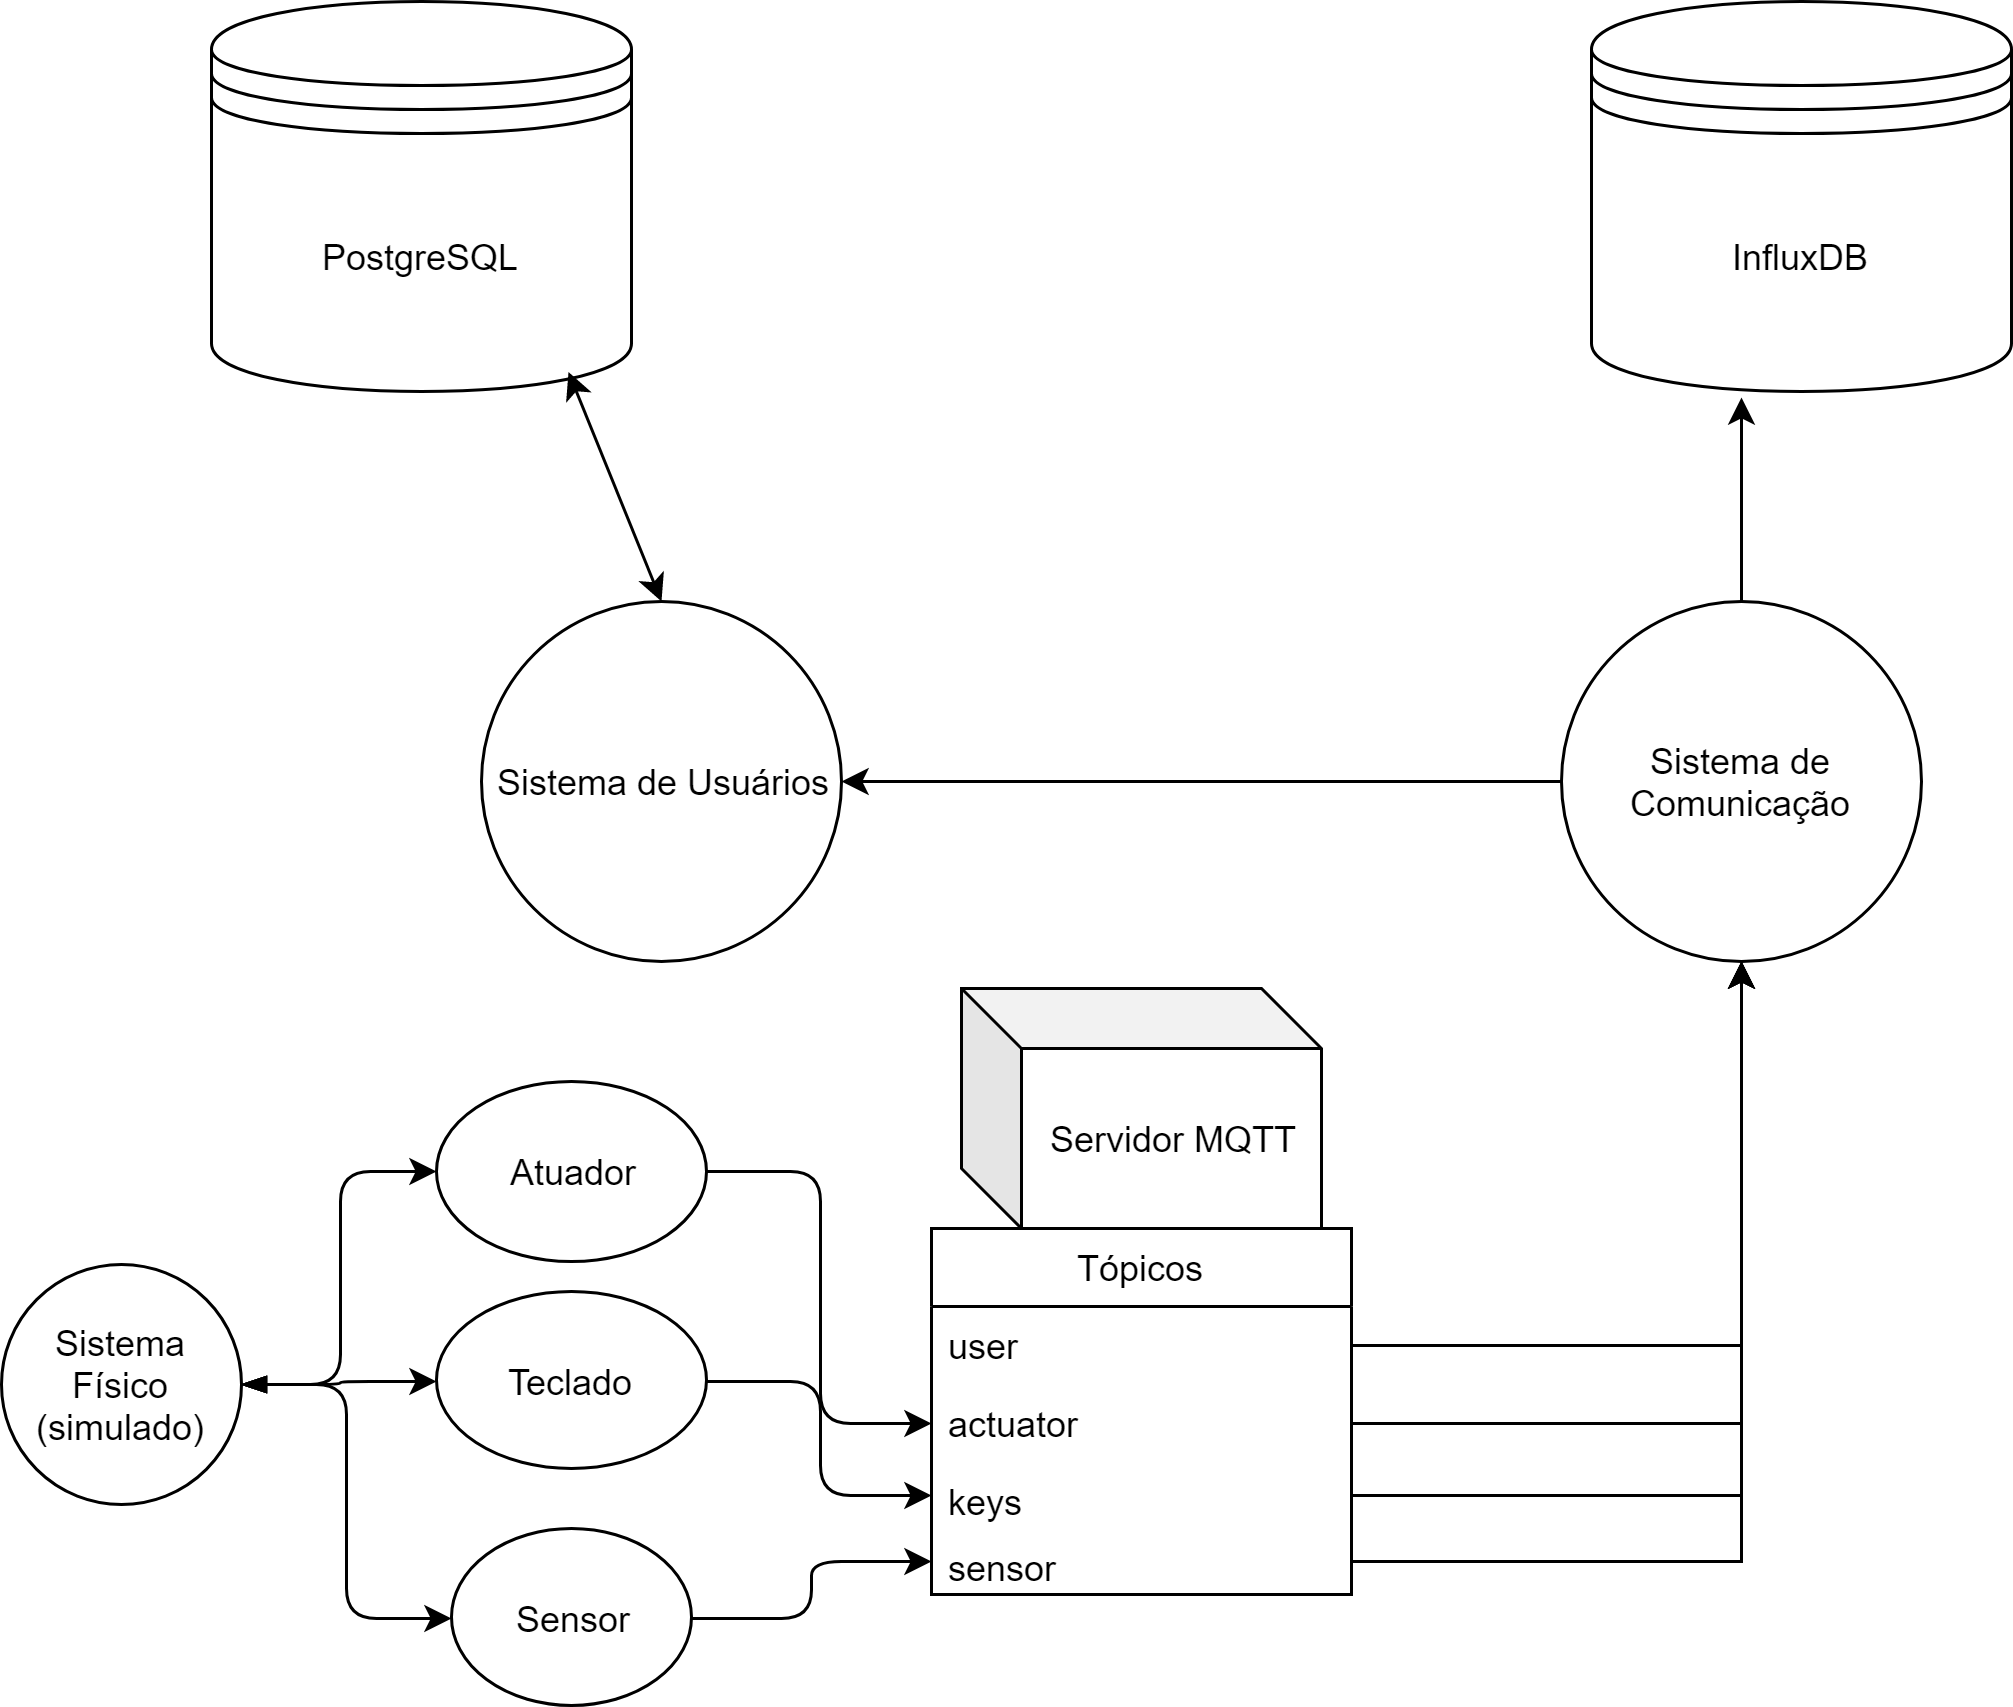 PostgreSQL
InfluxDB
Sistema de Usuários
Sistema de
Comunicação
Servidor MQTT
Atuador
Tópicos
Sistema
Físico
(simulado)
Teclado
user
actuator
keys
sensor
Sensor